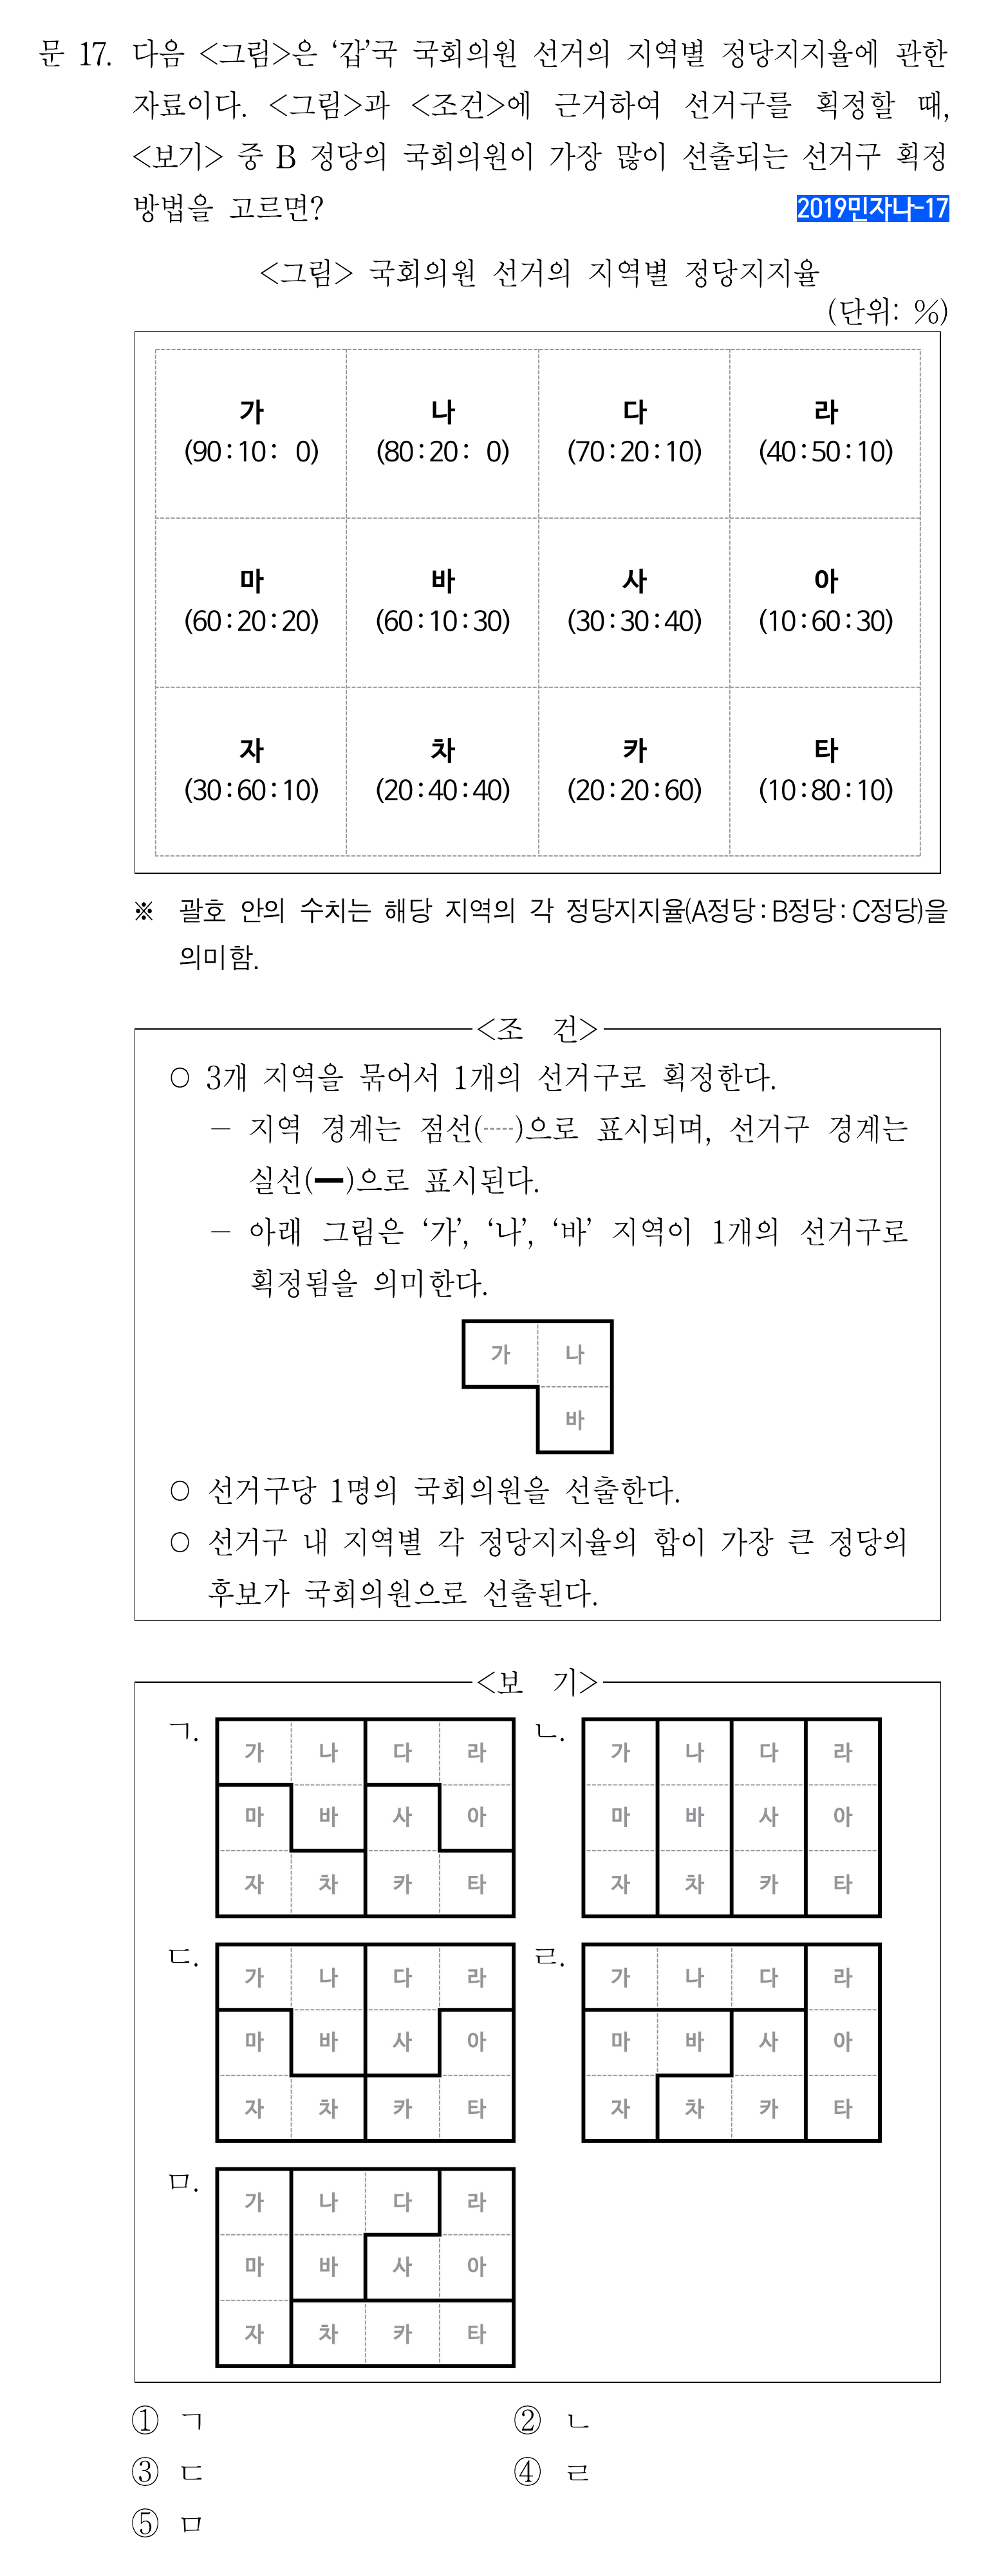 문 17. 다음 <그림>은 ‘갑’국 국회의원 선거의 지역별 정당지지율에 관한
자료이다. <그림>과 <조건>에 근거하여 선거구를 획정할 때,
<보기> 중 B 정당의 국회의원이 가장 많이 선출되는 선거구 획정
방법을 고르면? 2019민자나-17
<그림> 국회의원 선거의 지역별 정당지지율
(단위: %)
가 나 다 라
(90:10: 0) (80:20: 0) (70:20:10) (40:50:10)
마 바 사 아
(60:20:20) (60:10:30) (30:30:40) (10:60:30)
자 차 카 타
(30:60:10) (20:40:40) (20:20:60) (10:80:10)
※ 괄호 안의 수치는 해당 지역의 각 정당지지율(A정당:B정당:C정당)을
의미함.
<조 건>
○ 3개 지역을 묶어서 1개의 선거구로 획정한다.
－ 지역 경계는 점선(┈)으로 표시되며, 선거구 경계는
실선(━)으로 표시된다.
－ 아래 그림은 ‘가’, ‘나’, ‘바’ 지역이 1개의 선거구로
획정됨을 의미한다.
가 나
바
○ 선거구당 1명의 국회의원을 선출한다.
○ 선거구 내 지역별 각 정당지지율의 합이 가장 큰 정당의
후보가 국회의원으로 선출된다.
<보 기>
ㄱ. 가 나 다 라
마 바 사 아
자 차 카 타
ㄴ. 가 나 다 라
마 바 사 아
자 차 카 타
ㄷ. 가 나 다 라
마 바 사 아
자 차 카 타
ㄹ. 가 나 다 라
마 바 사 아
자 차 카 타
ㅁ. 가 나 다 라
마 바 사 아
자 차 카 타
① ㄱ ② ㄴ
③ ㄷ ④ ㄹ
⑤ ㅁ